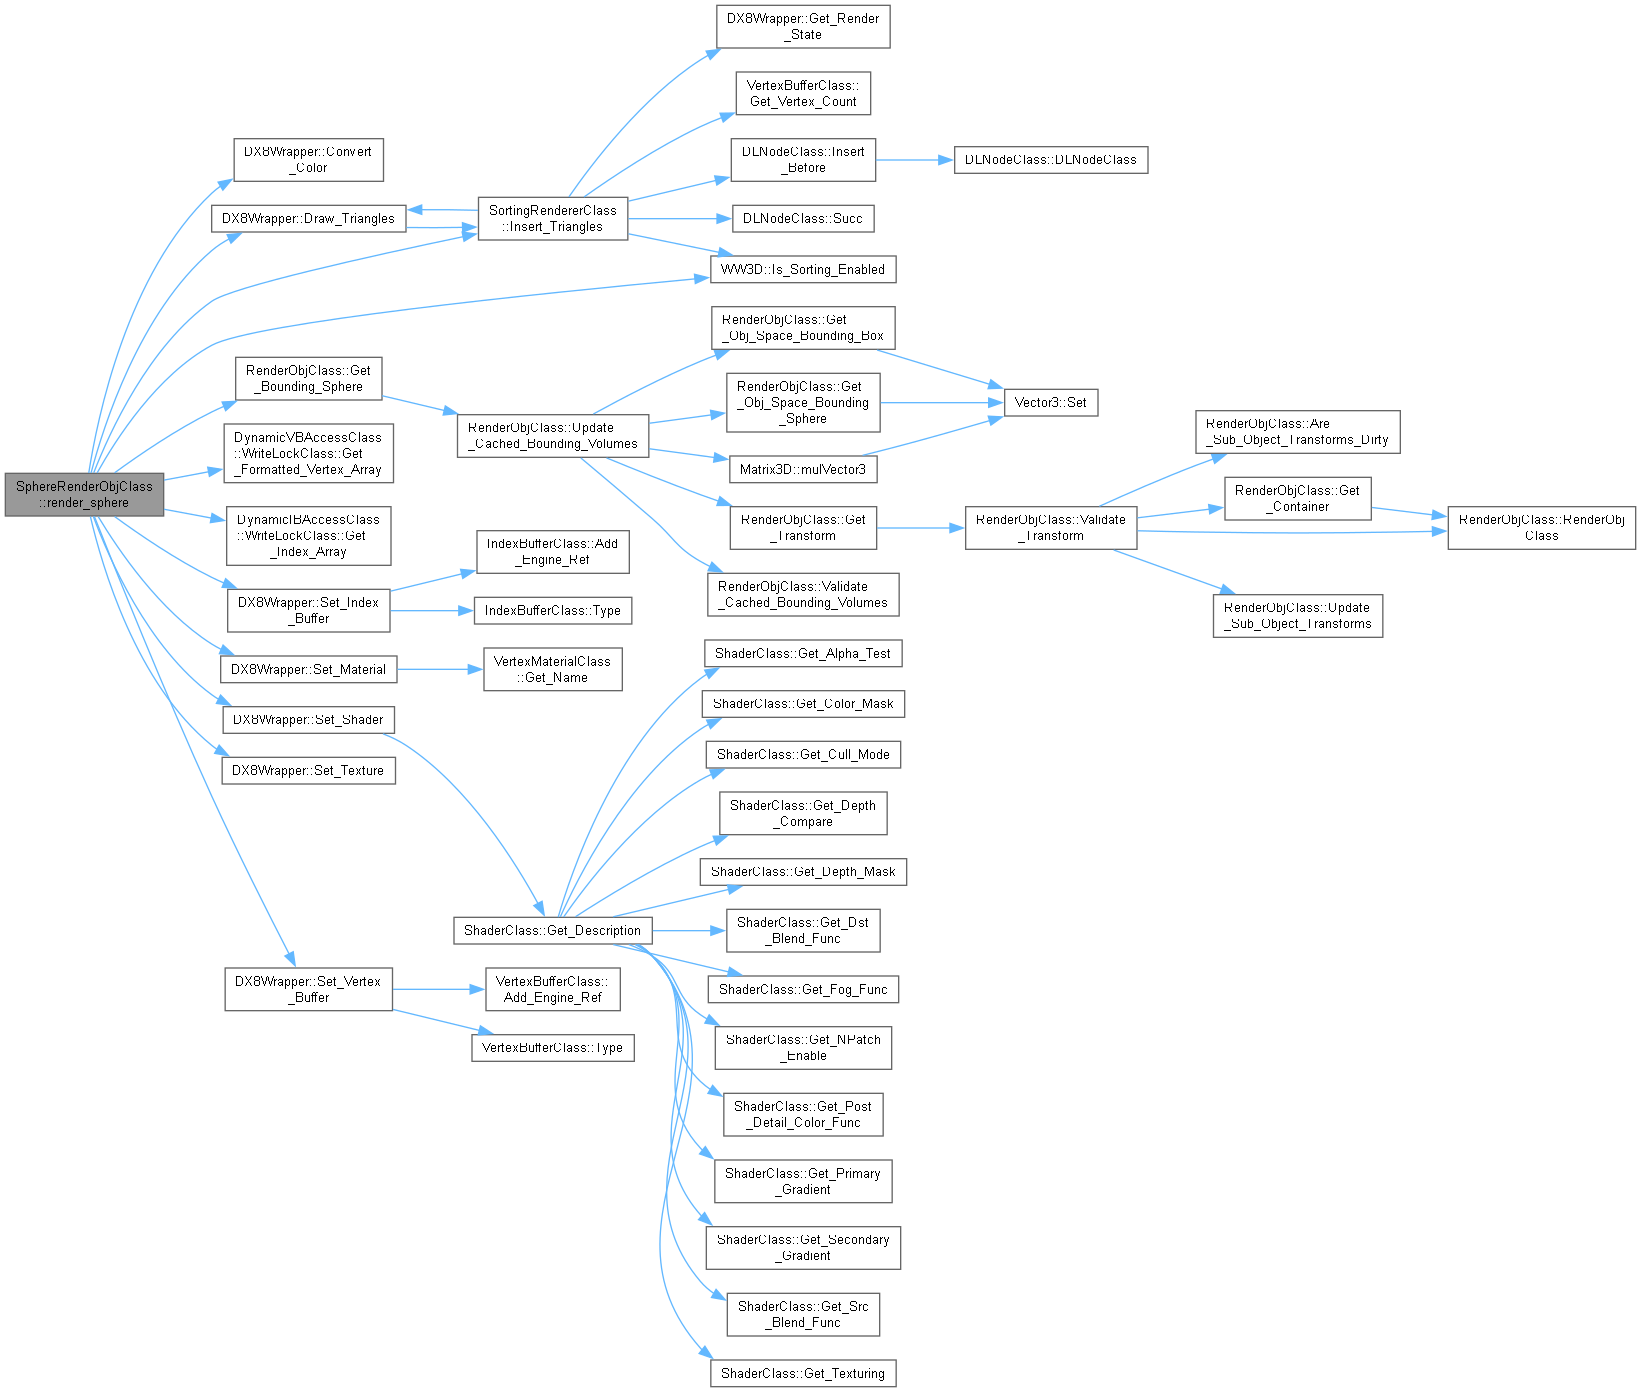 SphereRenderObjClass
::render_sphere
DX8Wrapper::Convert
_Color
DX8Wrapper::Draw_Triangles
RenderObjClass::Get
_Bounding_Sphere
DynamicVBAccessClass
::WriteLockClass::Get
_Formatted_Vertex_Array
DynamicIBAccessClass
::WriteLockClass::Get
_Index_Array
DX8Wrapper::Set_Index
_Buffer
DX8Wrapper::Set_Material
DX8Wrapper::Set_Shader
DX8Wrapper::Set_Texture
DX8Wrapper::Set_Vertex
_Buffer
SortingRendererClass
::Insert_Triangles
RenderObjClass::Update
_Cached_Bounding_Volumes
IndexBufferClass::Add
_Engine_Ref
IndexBufferClass::Type
VertexMaterialClass
::Get_Name
ShaderClass::Get_Description
VertexBufferClass::
Add_Engine_Ref
VertexBufferClass::Type
DX8Wrapper::Get_Render
_State
VertexBufferClass::
Get_Vertex_Count
DLNodeClass::Insert
_Before
DLNodeClass::Succ
WW3D::Is_Sorting_Enabled
RenderObjClass::Get
_Obj_Space_Bounding_Box
RenderObjClass::Get
_Obj_Space_Bounding
_Sphere
Matrix3D::mulVector3
RenderObjClass::Get
_Transform
RenderObjClass::Validate
_Cached_Bounding_Volumes
ShaderClass::Get_Alpha_Test
ShaderClass::Get_Color_Mask
ShaderClass::Get_Cull_Mode
ShaderClass::Get_Depth
_Compare
ShaderClass::Get_Depth_Mask
ShaderClass::Get_Dst
_Blend_Func
ShaderClass::Get_Fog_Func
ShaderClass::Get_NPatch
_Enable
ShaderClass::Get_Post
_Detail_Color_Func
ShaderClass::Get_Primary
_Gradient
ShaderClass::Get_Secondary
_Gradient
ShaderClass::Get_Src
_Blend_Func
ShaderClass::Get_Texturing
DLNodeClass::DLNodeClass
Vector3::Set
RenderObjClass::Validate
_Transform
RenderObjClass::Are
_Sub_Object_Transforms_Dirty
RenderObjClass::Get
_Container
RenderObjClass::Update
_Sub_Object_Transforms
RenderObjClass::RenderObj
Class